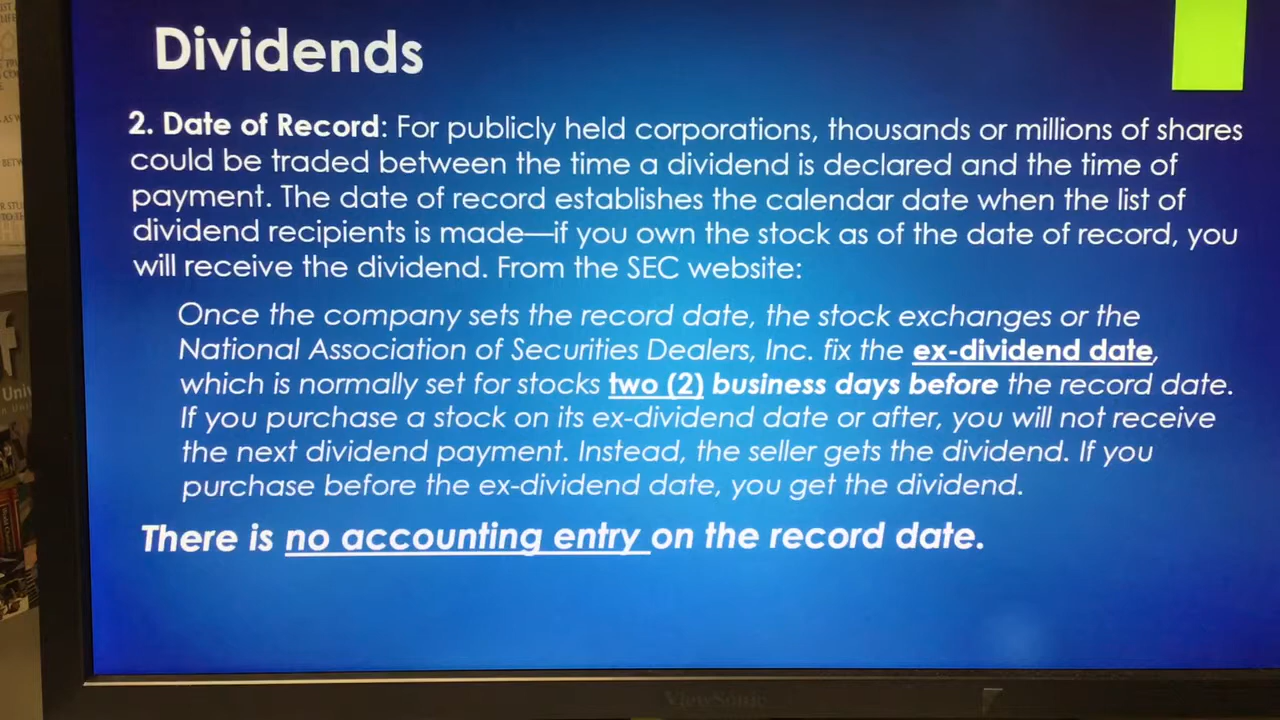 Dividends
2. Date of Record: For publicly held corporations, thousands or millions of shares
could be traded between the time a dividend is declared and the time of
payment. The date of record establishes the calendar date when the list of
dividend recipients is made—if you own the stock as of the date of record, you
will receive the dividend. From the SEC website:
Once the company sets the record date, the stock exchanges or the
National Association of Securities Dealers, Inc. fix the ex-dividend date,
which is normally set for stocks two (2) business days before the record date.
If you purchase a stock on its ex-dividend date or after, you will not receive
the next dividend payment. Instead, the seller gets the dividend. If you
purchase before the ex-dividend date, you get the dividend.
There is no accounting entry on the record date.
ViewSonic